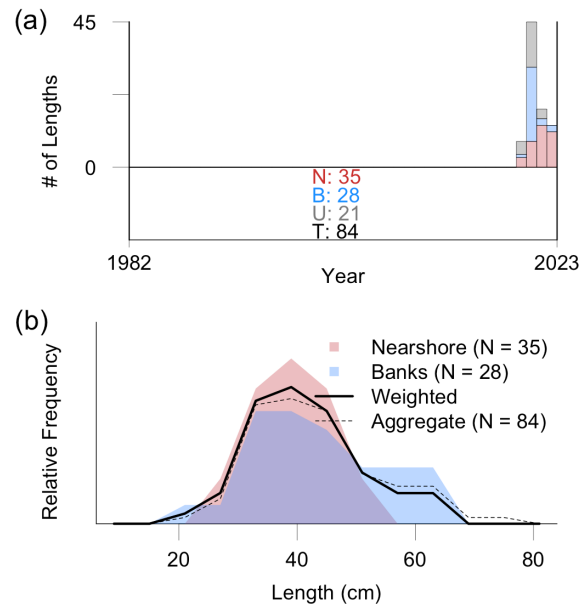 (a)
45
# of Lengths
0
N: 35
B: 28
U: 21
T: 84
1982
2023
Year
(b)
Relative Frequency
Nearshore (N = 35)
Banks (N = 28)
Weighted
Aggregate (N = 84)
20
40
60
80
Length (cm)